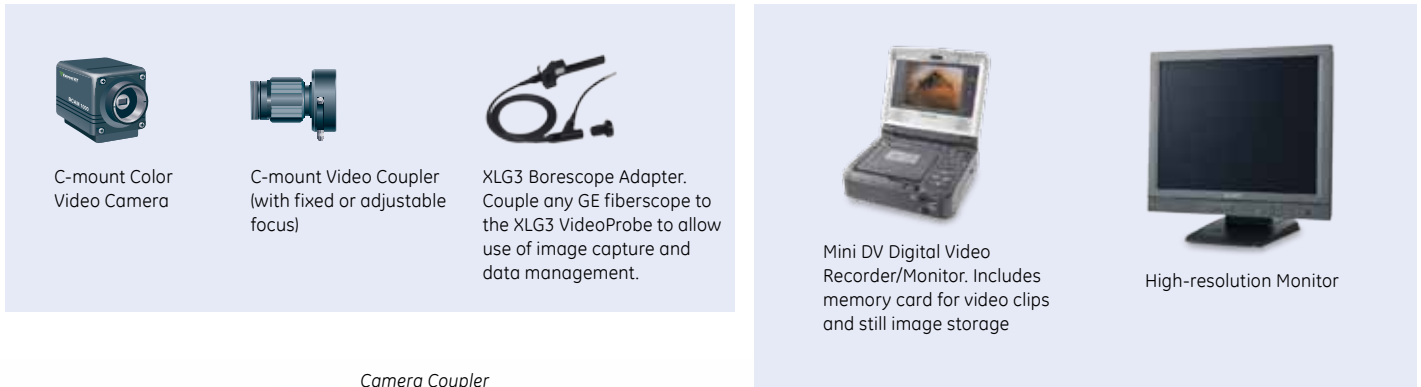 C-mount Color
Video Camera
C-mount Video Coupler
(with fixed or adjustable
focus)
XLG3 Borescope Adapter.
Couple any GE fiberscope to
the XLG3 VideoProbe to allow
use of image capture and
data management.
Mini DV Digital Video
Recorder/Monitor. Includes
memory card for video clips
and still image storage
High-resolution Monitor
Camera Coupler